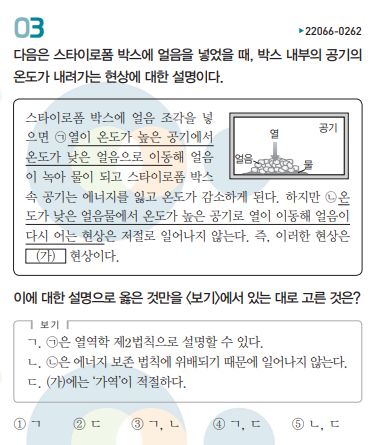 03
▶22066-0262
다음은 스타이로폼 박스에 얼음을 넣었을 때, 박스 내부의 공기의
온도가 내려가는 현상에 대한 설명이다.
스타이로폼 박스에 얼음 조각을 넣
으면 ㉠열이 온도가 높은 공기에서
온도가 낮은 얼음으로 이동해 얼음
이 녹아 물이 되고 스타이로폼 박스
속 공기는 에너지를 잃고 온도가 감소하게 된다. 하지만 ㉡온
도가 낮은 얼음물에서 온도가 높은 공기로 열이 이동해 얼음이
다시 어는 현상은 저절로 일어나지 않는다. 즉, 이러한 현상은
(가) 현상이다.
공기
열
얼음
물
이에 대한 설명으로 옳은 것만을 <보기>에서 있는 대로 고른 것은?
보기
ㄱ. ㉠은 열역학 제2법칙으로 설명할 수 있다.
ㄴ. ㉡은 에너지 보존 법칙에 위배되기 때문에 일어나지 않는다.
ㄷ. (가)에는 ‘가역’이 적절하다.
① ㄱ ② ㄷ ③ ㄱ, ㄴ ④ ㄱ, ㄷ ⑤ ㄴ, ㄷ